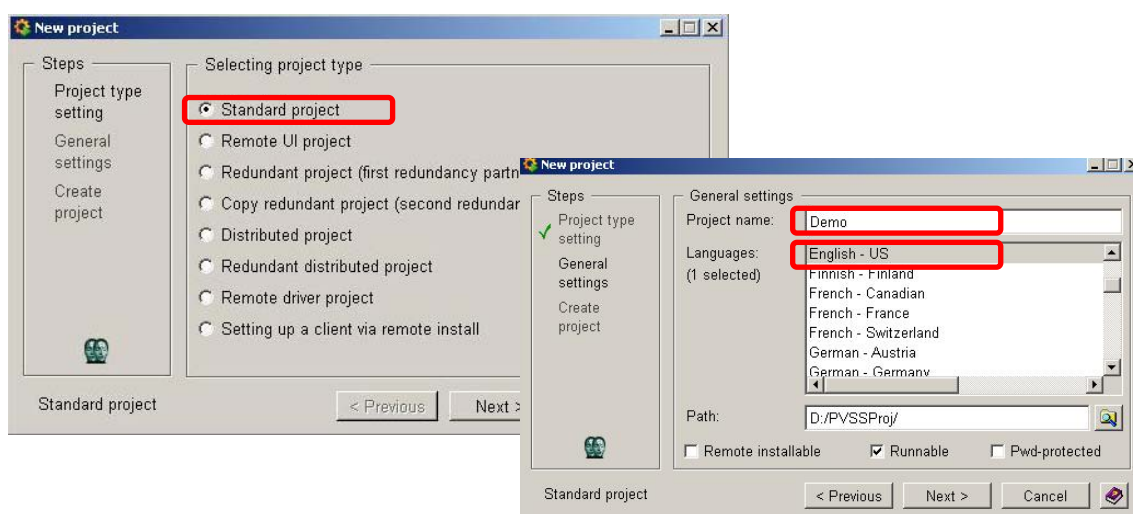 New project
Steps
Project type
setting
General
settings
Create
project
Selecting project type
Standard project
Remote UI project
Redundant project (first redundancy partn
Copy redundant project (second redundar
Distributed project
Redundant distributed project
Remote driver project
Setting up a client via remote install
Standard project
< Previous
Next >
New project
Steps
Project type
setting
General
settings
Create
project
General settings
Project name:
Demo
Languages:
(1 selected)
English - US
Finnish - Finland
French - Canadian
French - France
French - Switzerland
German - Austria
German - Germany
Path:
D:/PVSSProj/
Remote installable
Runnable
Pwd-protected
Standard project
< Previous
Next >
Cancel